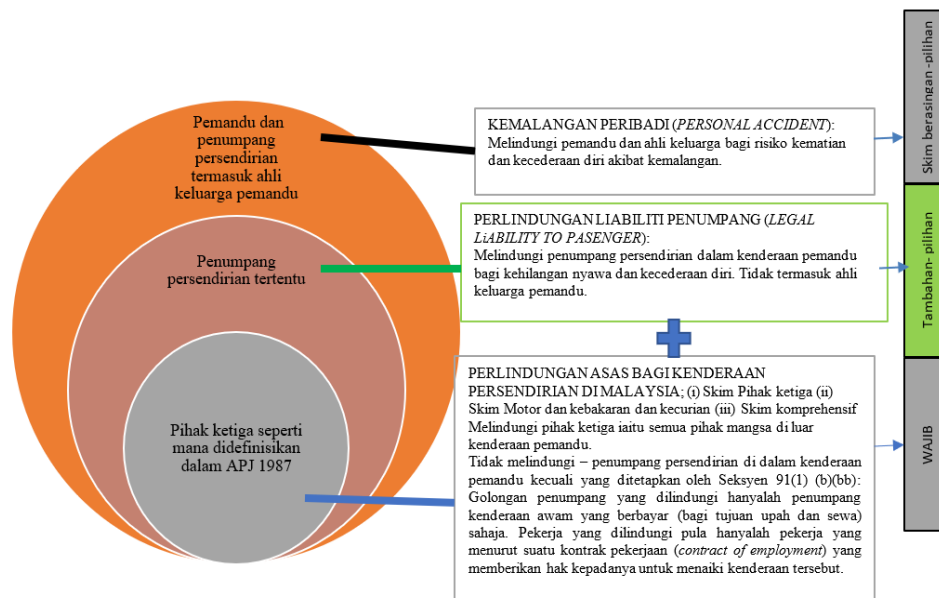 Pemandu dan
penumpang
persendirian
termasuk ahli
keluarga pemandu
Penumpang
persendirian tertentu
Pihak ketiga seperti
mana didefinisikan
dalam APJ 1987
KEMALANGAN PERIBADI (PERSONAL ACCIDENT):
Melindungi pemandu dan ahli keluarga bagi risiko kematian
dan kecederaan diri akibat kemalangan.
PERLINDUNGAN LIABILITI PENUMPANG (LEGAL
LiABILITY TO PASENGER):
Melindungi penumpang persendirian dalam kenderaan pemandu
bagi kehilangan nyawa dan kecederaan diri. Tidak termasuk ahli
keluarga pemandu.
PERLINDUNGAN ASAS BAGI KENDERAAN
PERSENDIRIAN DI MALAYSIA; (i) Skim Pihak ketiga (ii)
Skim Motor dan kebakaran dan kecurian (iii) Skim komprehensif
Melindungi pihak ketiga iaitu semua pihak mangsa di luar
kenderaan pemandu.
Tidak melindungi – penumpang persendirian di dalam kenderaan
pemandu kecuali yang ditetapkan oleh Seksyen 91(1) (b)(bb):
Golongan penumpang yang dilindungi hanyalah penumpang
kenderaan awam yang berbayar (bagi tujuan upah dan sewa)
sahaja. Pekerja yang dilindungi pula hanyalah pekerja yang
menurut suatu kontrak pekerjaan (contract of employment) yang
memberikan hak kepadanya untuk menaiki kenderaan tersebut.
Skim berasingan -pilihan
Tambahan- pilihan
WAJIB